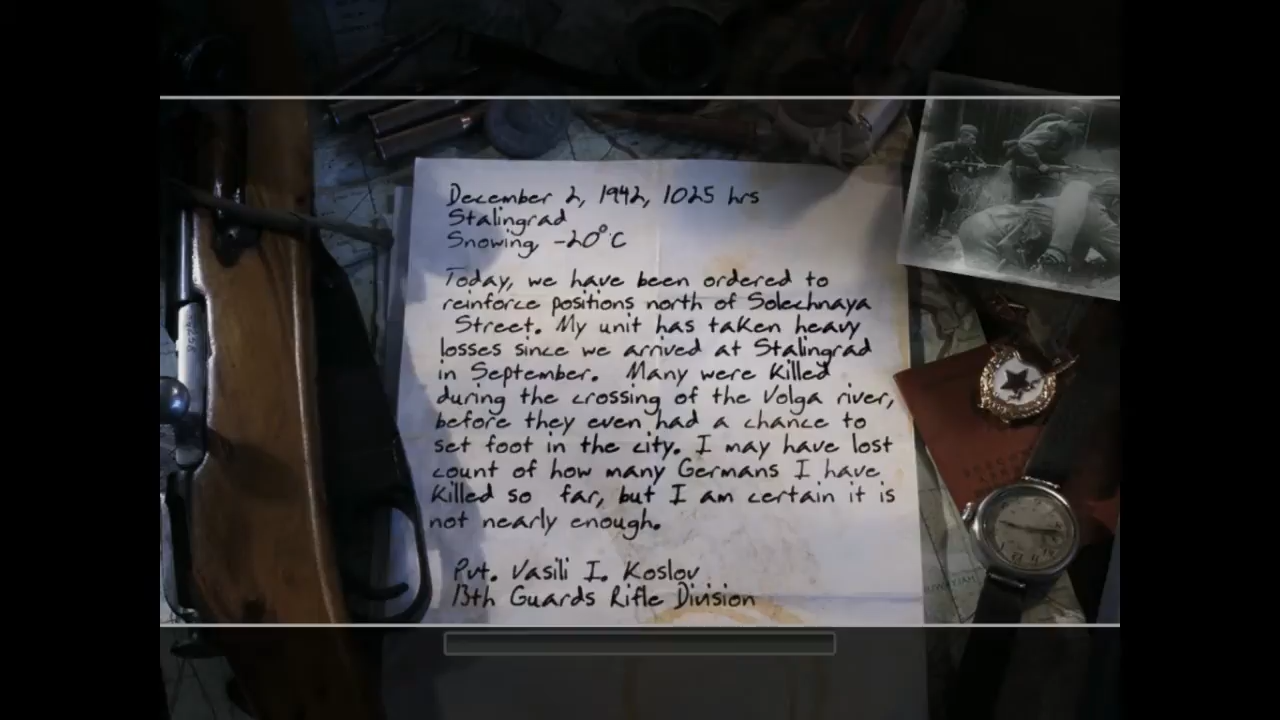 December 2, 1942, 1025 hrs
Stalingrad
Snowing, -20°C
Today, we have been ordered to
reinforce positions north of Solechnaya
Street. My unit has taken heavy
losses since we arrived at Stalingrad
in September. Many were killed
during the crossing of the Volga river,
before they even had a chance to
set foot in the city. I may have lost
count of how many Germans I have
killed so far, but I am certain it is
not nearly enough.
Pvt. Vasili I. Koslov
13th Guards Rifle Division